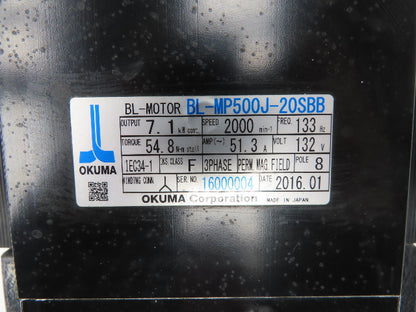 BL-MOTOR BL-MP500J-20SBB
OUTPUT 7.1 kW cont. SPEED 2000 min-1 FREQ 133 Hz
TORQUE 54.8 N-m stall AMP(~) 51.3 A VOLT 132 V
IEC34-1 INS CLASS F 3PHASE PERM MAG FIELD POLE 8
OKUMA
WINDING CONN. Y SER NO. 16000004 DATE 2016.01
OKUMA Corporation MADE IN JAPAN